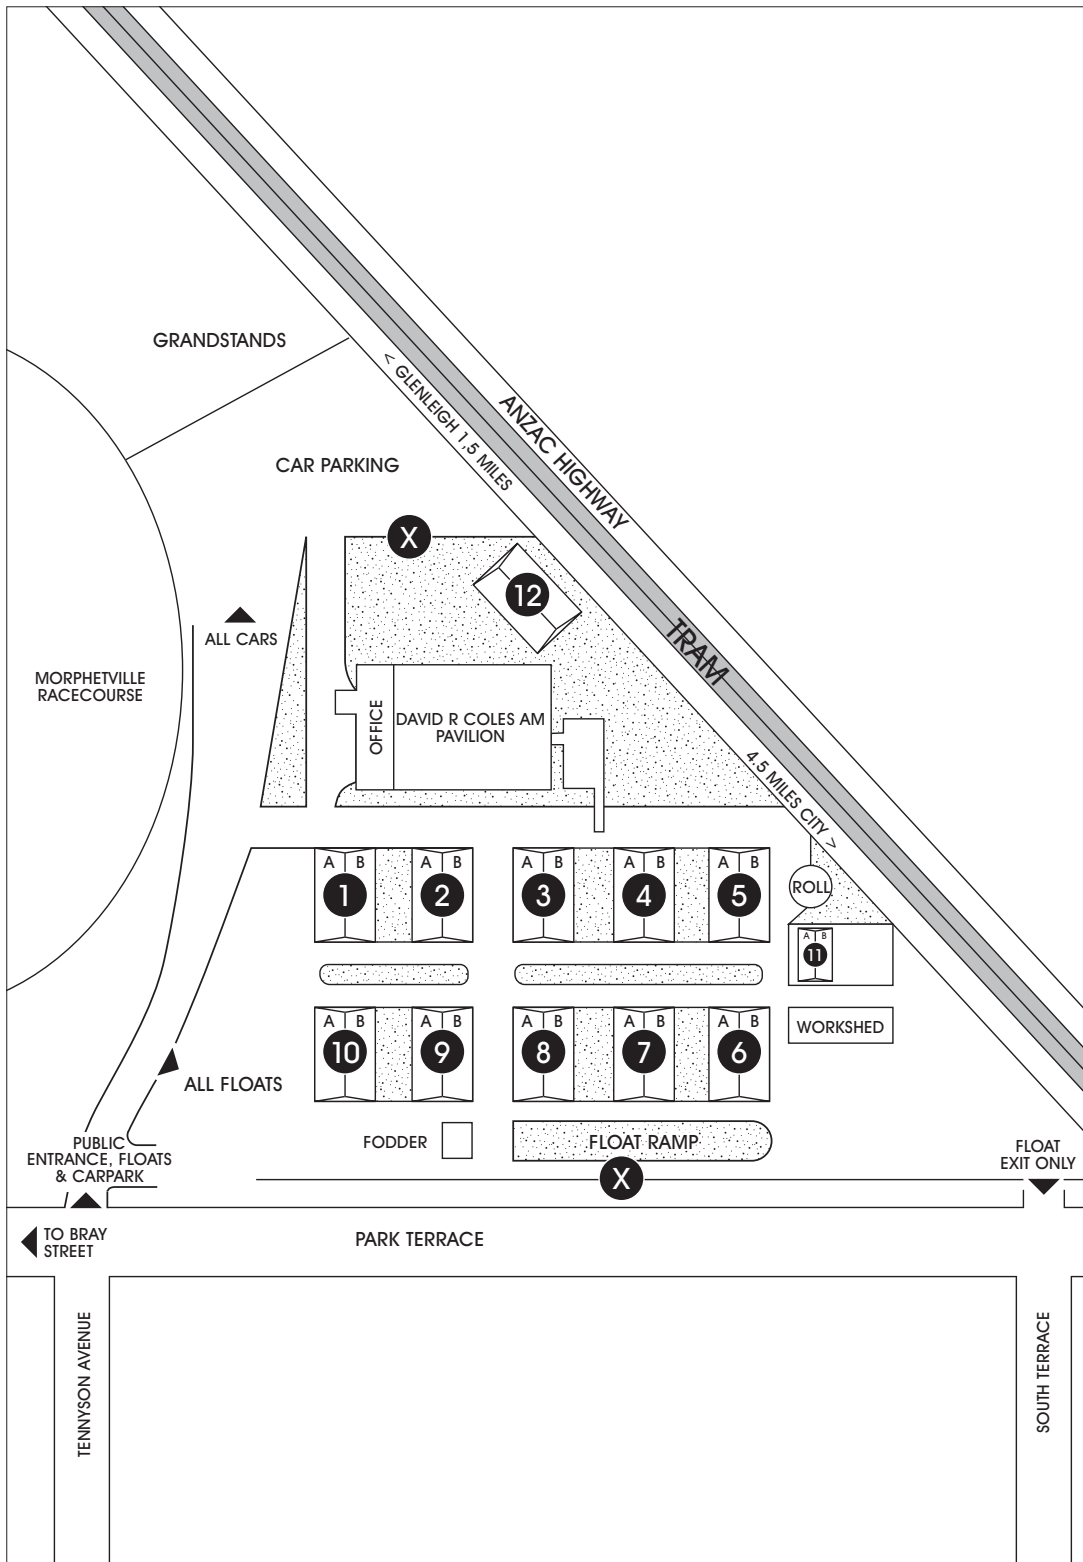 GRANDSTANDS
< GLENLEIGH 1,5 MILES
ANZAC HIGHWAY
CAR PARKING
X
12
ALL CARS
TRAM
MORPHETVILLE
RACECOURSE
OFFICE
DAVID R COLES AM
PAVILION
4.5 MILES CITY >
A B
1
A B
2
A B
3
A B
4
A B
5
ROLL
A B
11
A B
10
A B
9
A B
8
A B
7
A B
6
WORKSHED
ALL FLOATS
FODDER
FLOAT RAMP
X
PUBLIC
ENTRANCE, FLOATS
& CARPARK
FLOAT
EXIT ONLY
TO BRAY
STREET
PARK TERRACE
TENNYSON AVENUE
SOUTH TERRACE